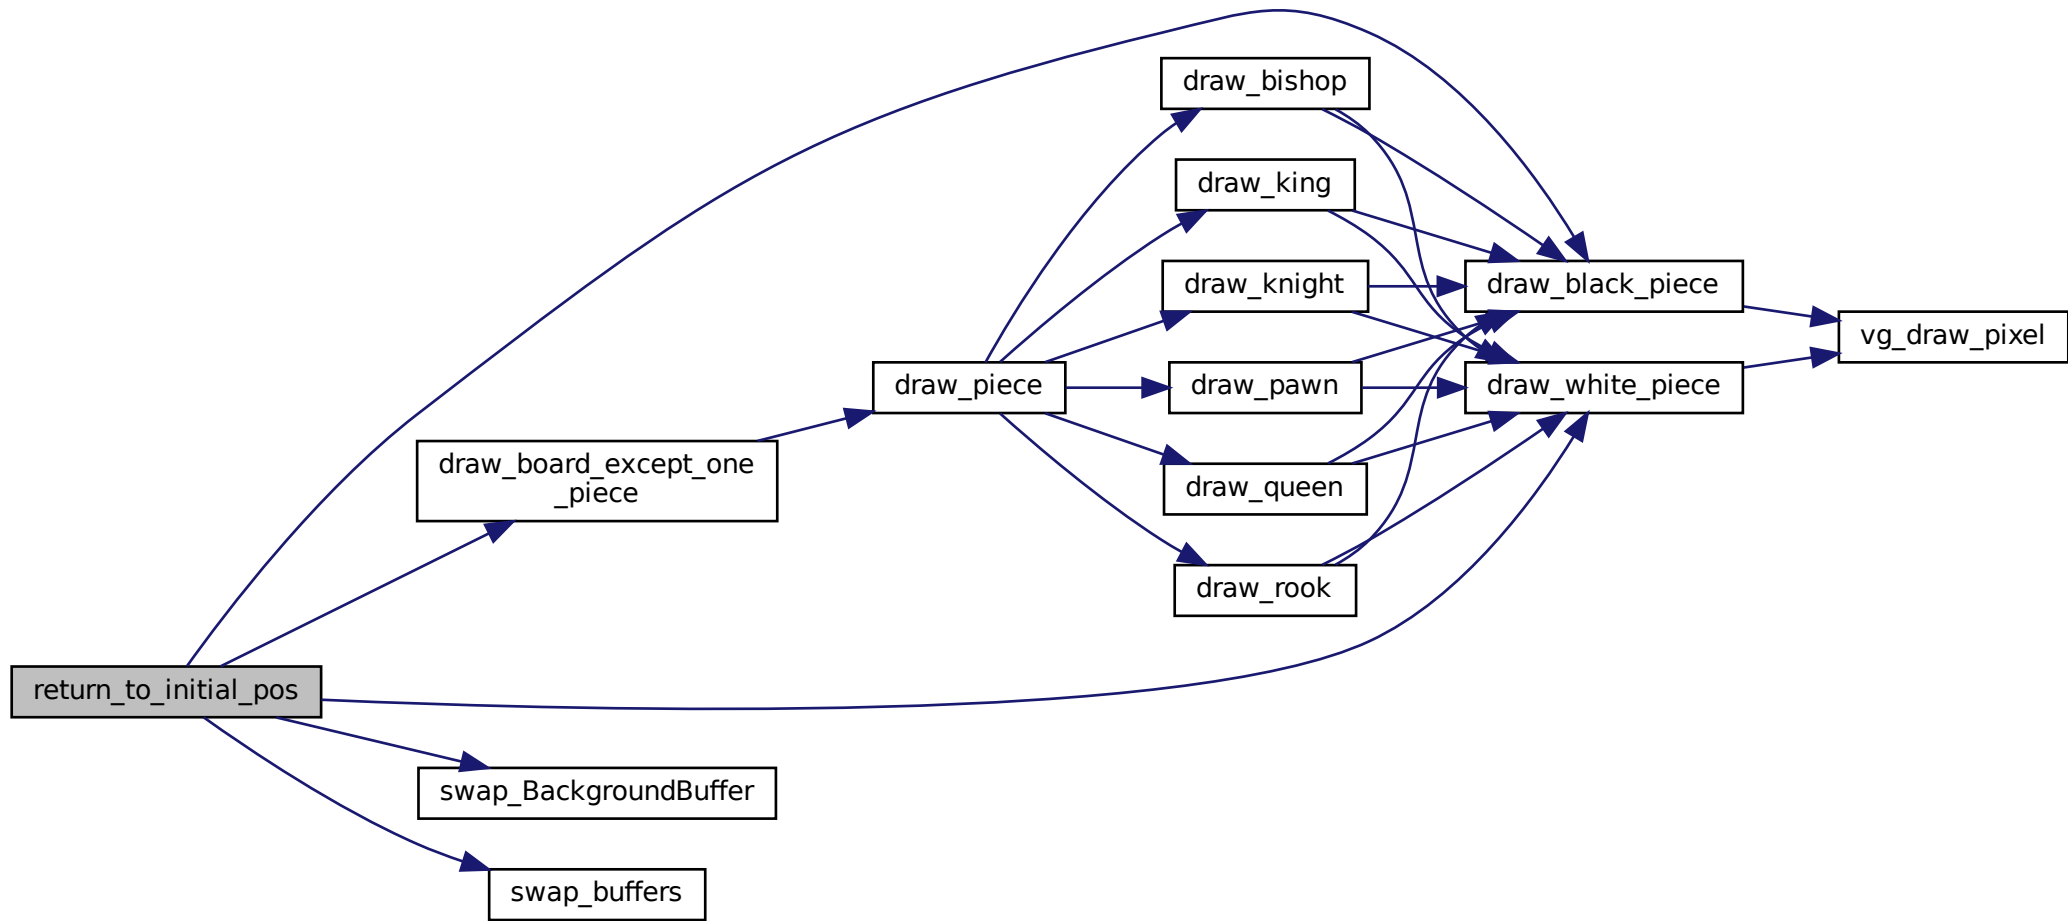 return_to_initial_pos
draw_board_except_one
_piece
swap_BackgroundBuffer
swap_buffers
draw_piece
draw_bishop
draw_king
draw_knight
draw_pawn
draw_queen
draw_rook
draw_black_piece
draw_white_piece
vg_draw_pixel